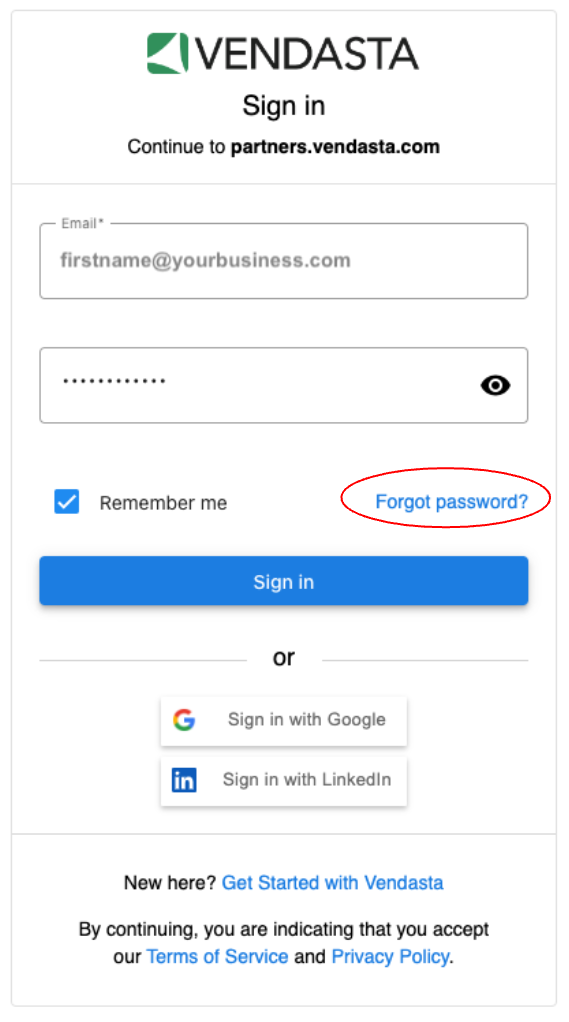 VENDASTA
Sign in
Continue to partners.vendasta.com
Email*
firstname@yourbusiness.com
••••••••••••
Remember me
Forgot password?
Sign in
or
Sign in with Google
in Sign in with LinkedIn
New here? Get Started with Vendasta
By continuing, you are indicating that you accept
our Terms of Service and Privacy Policy.